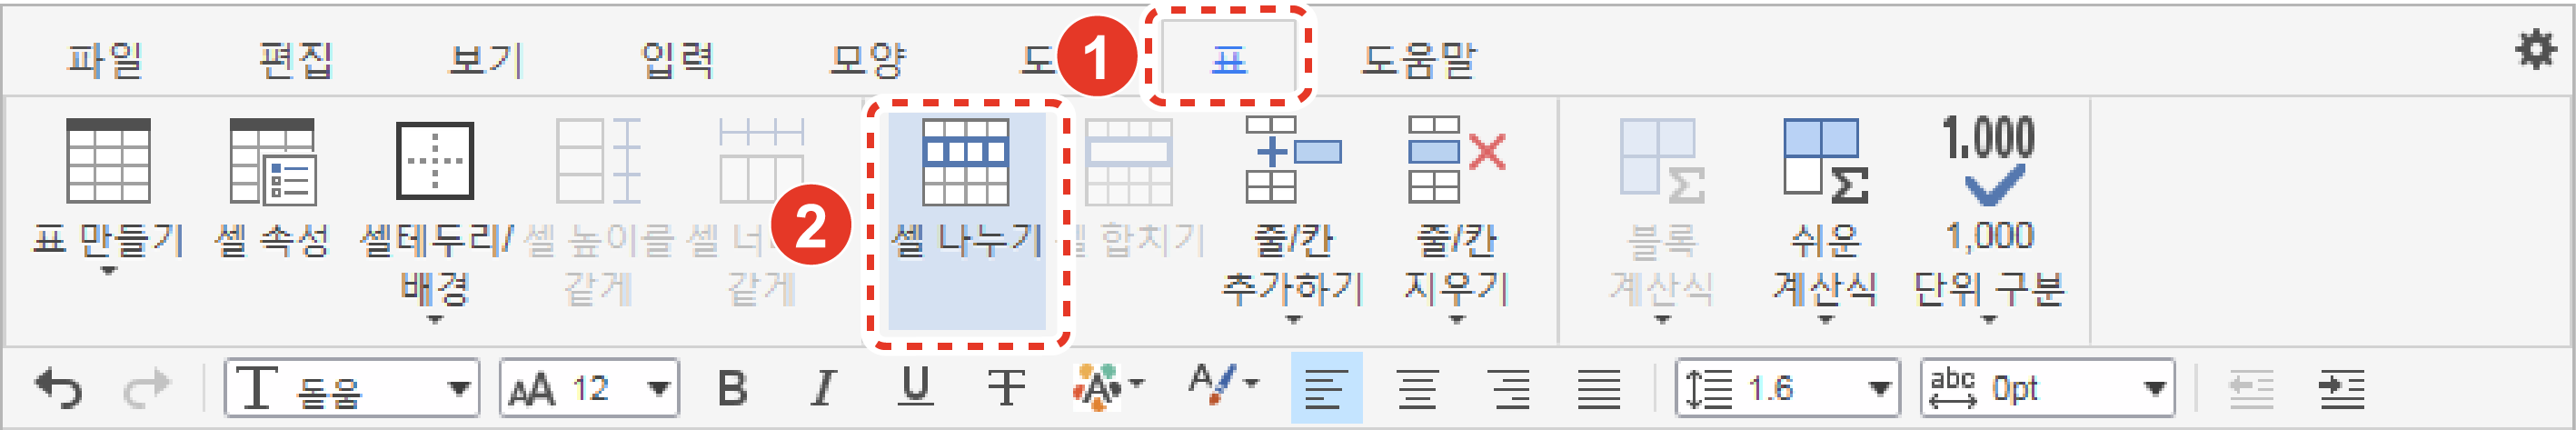 파일 편집 보기 입력 모양 도 1 표 도움말
1.000
표 만들기 셀 속성 셀테두리/ 셀 높이를 셀 너 2 셀 나누기 합치기 줄/칸 줄/칸 블록 쉬운 1,000
배경 같게 같게 추가하기 지우기 계산식 계산식 단위 구분
T 돋움 AA 12 B I U T A A 1.6 abc 0pt